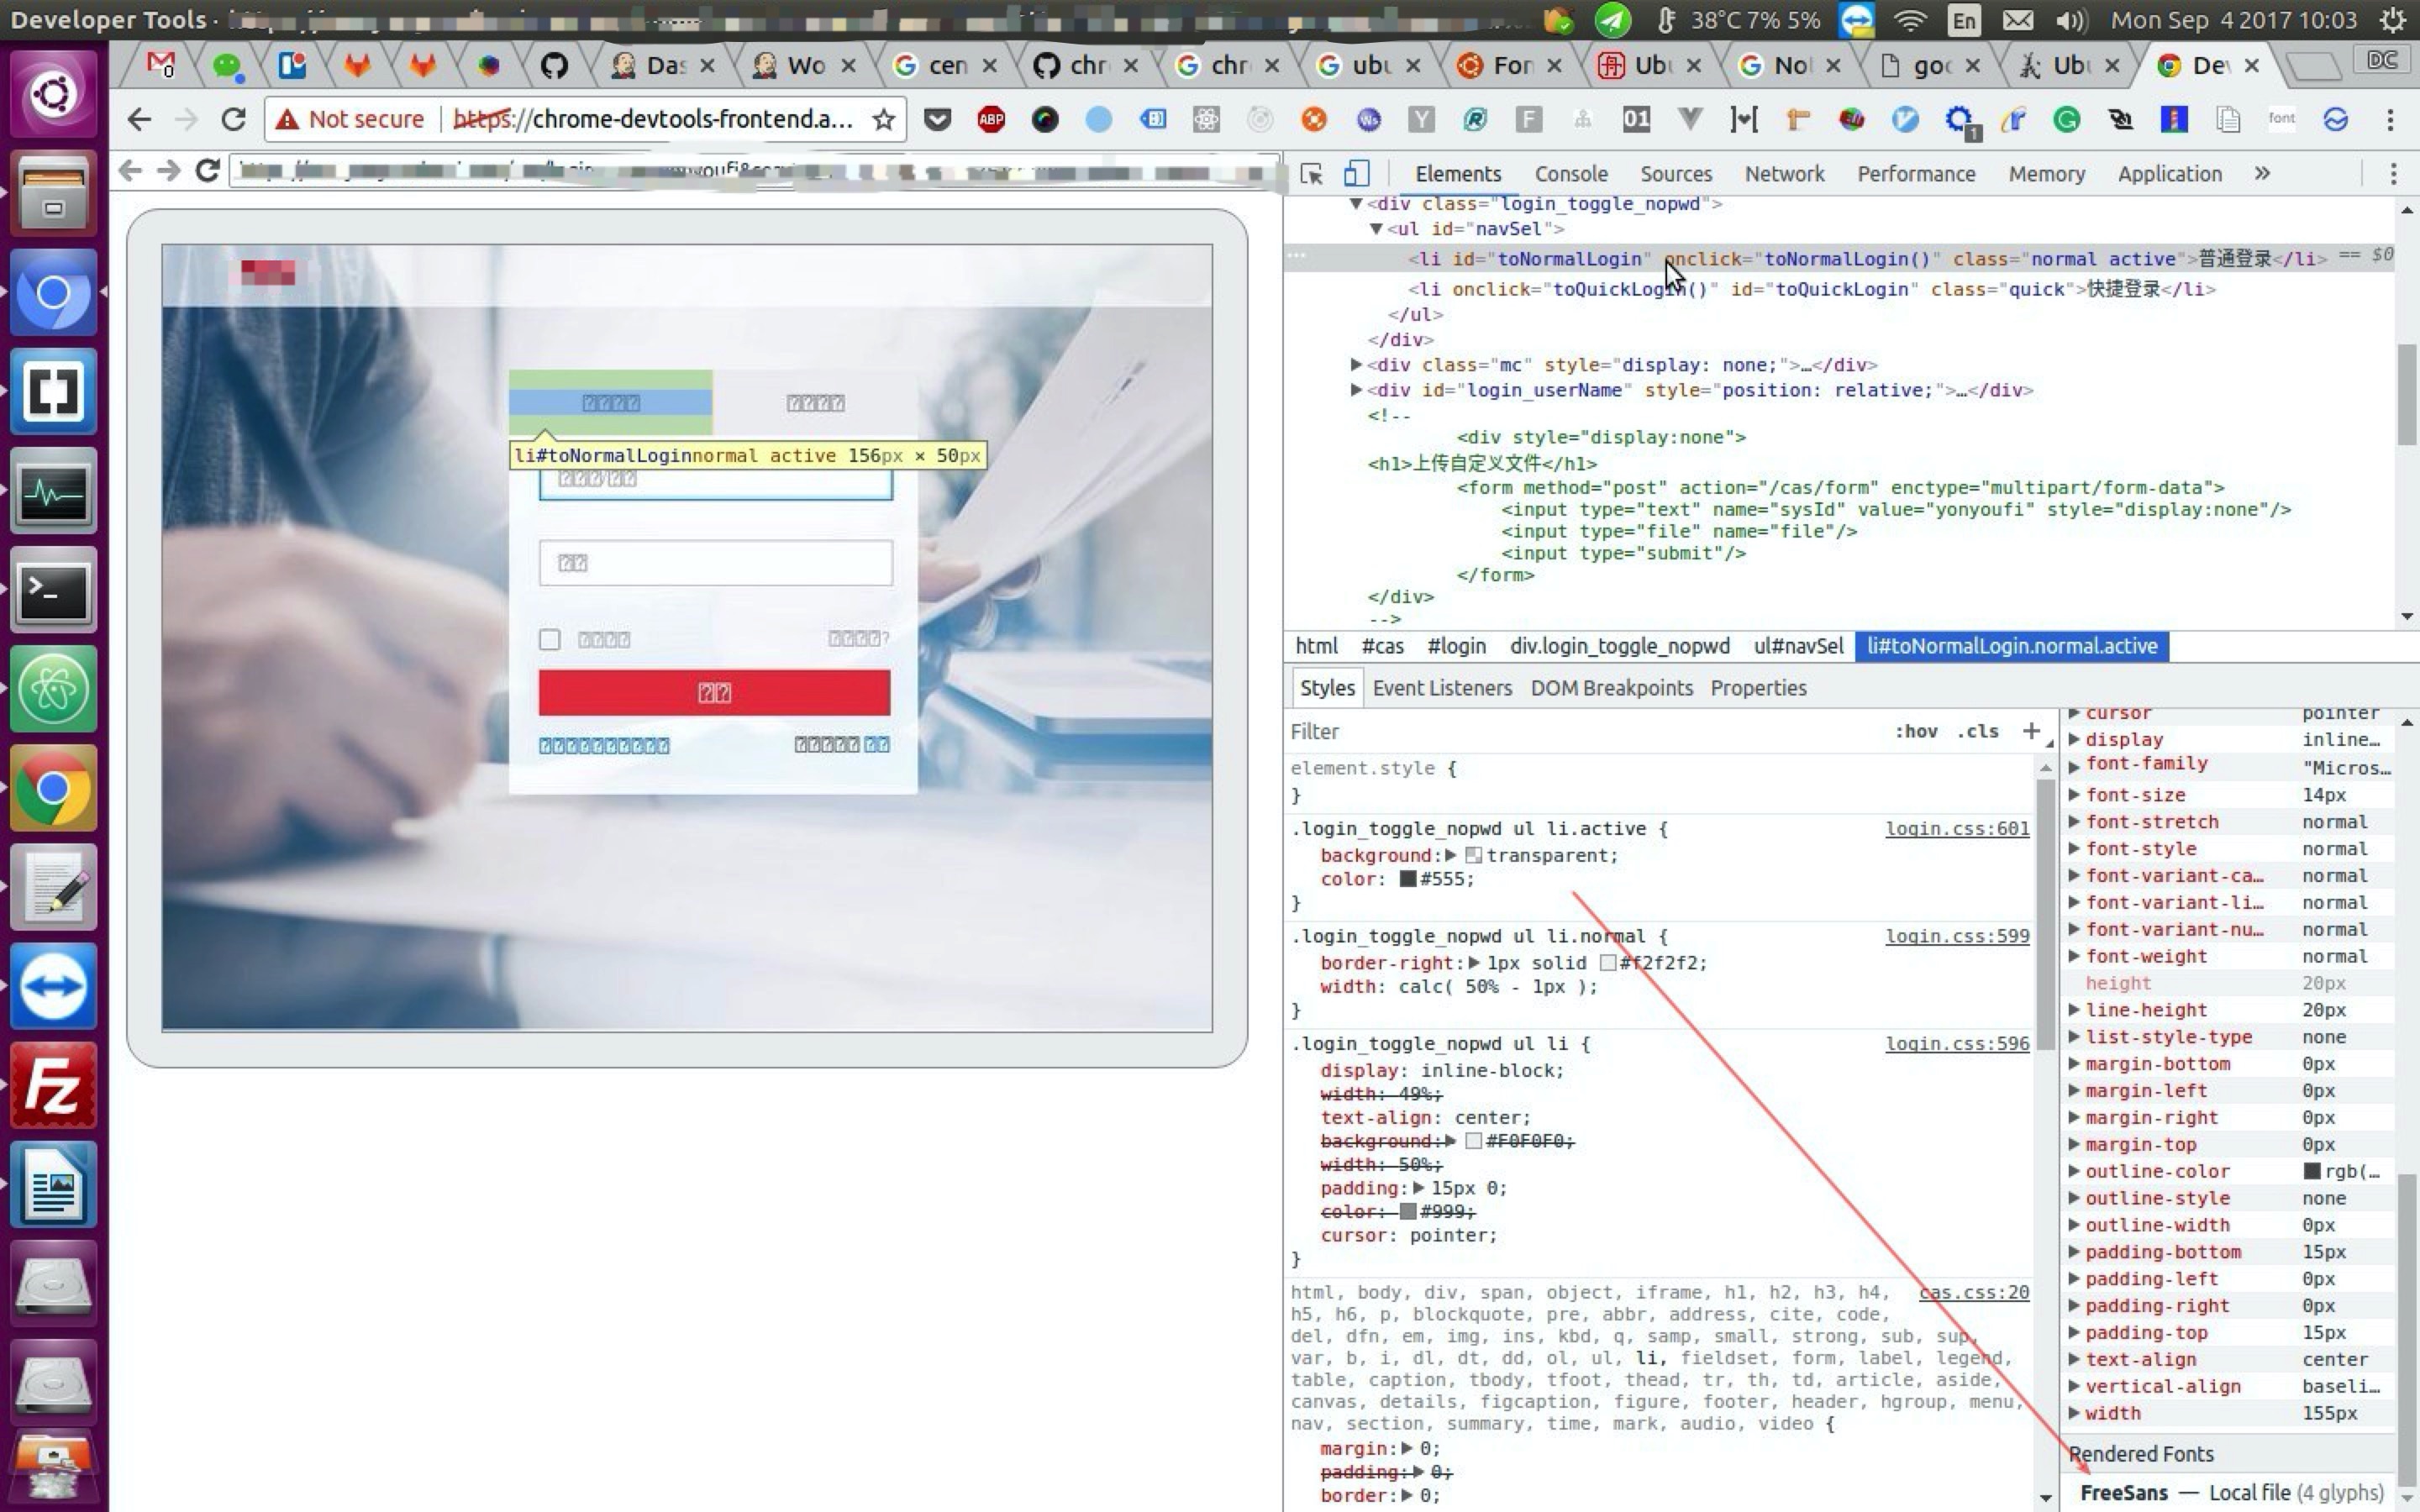 Developer Tools -
38°C 7% 5%
En
Mon Sep 4 2017 10:03
Das
Wo
cen
chr
chr
ubu
For
Ubu
Not
goo
Ubu
Dev
DC
Not secure
https://chrome-devtools-frontend.a...
ABP
Ws
Y
F
01
1
font
Elements Console Sources Network Performance Memory Application »
▼<div class="login_toggle_nopwd">
▼<ul id="navSel">
<li id="toNormalLogin" onclick="toNormalLogin()" class="normal active">普通登录</li> == $0
<li onclick="toQuickLogin()" id="toQuickLogin" class="quick">快捷登录</li>
</ul>
</div>
▶<div class="mc" style="display: none;">…</div>
▶<div id="login_userName" style="position: relative;">…</div>
<!--
<div style="display:none">
<h1>上传自定义文件</h1>
<form method="post" action="/cas/form" enctype="multipart/form-data">
<input type="text" name="sysId" value="yonyoufi" style="display:none"/>
<input type="file" name="file"/>
<input type="submit"/>
</form>
</div>
-->
li#toNormalLoginnormal active 156px × 50px
html #cas #login div.login_toggle_nopwd ul#navSel li#toNormalLogin.normal.active
Styles Event Listeners DOM Breakpoints Properties
Filter :hov .cls +
element.style {
}
.login_toggle_nopwd ul li.active { login.css:601
background:▶ transparent;
color: #555;
}
.login_toggle_nopwd ul li.normal { login.css:599
border-right:▶ 1px solid #f2f2f2;
width: calc( 50% - 1px );
}
.login_toggle_nopwd ul li { login.css:596
display: inline-block;
width: 49%;
text-align: center;
background:▶ #F0F0F0;
width: 50%;
padding:▶ 15px 0;
color: #999;
cursor: pointer;
}
html, body, div, span, object, iframe, h1, h2, h3, h4, cas.css:20
h5, h6, p, blockquote, pre, abbr, address, cite, code,
del, dfn, em, img, ins, kbd, q, samp, small, strong, sub, sup,
var, b, i, dl, dt, dd, ol, ul, li, fieldset, form, label, legend,
table, caption, tbody, tfoot, thead, tr, th, td, article, aside,
canvas, details, figcaption, figure, footer, header, hgroup, menu,
nav, section, summary, time, mark, audio, video {
margin:▶ 0;
padding:▶ 0;
border:▶ 0;
cursor pointer
display inline…
font-family "Micros…
font-size 14px
font-stretch normal
font-style normal
font-variant-ca… normal
font-variant-li… normal
font-variant-nu… normal
font-weight normal
height 20px
line-height 20px
list-style-type none
margin-bottom 0px
margin-left 0px
margin-right 0px
margin-top 0px
outline-color rgb(…
outline-style none
outline-width 0px
padding-bottom 15px
padding-left 0px
padding-right 0px
padding-top 15px
text-align center
vertical-align baseli…
width 155px
Rendered Fonts
FreeSans — Local file (4 glyphs)